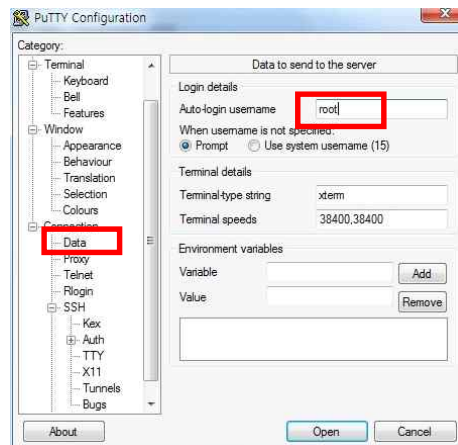 PuTTY Configuration
Category:
Terminal
Keyboard
Bell
Features
Window
Appearance
Behaviour
Translation
Selection
Colours
Connection
Data
Proxy
Telnet
Rlogin
SSH
Kex
Auth
TTY
X11
Tunnels
Bugs
Data to send to the server
Login details
Auto-login username root
When username is not specified:
Prompt Use system username (15)
Terminal details
Terminal-type string xterm
Terminal speeds 38400,38400
Environment variables
Variable Add
Value Remove
About Open Cancel